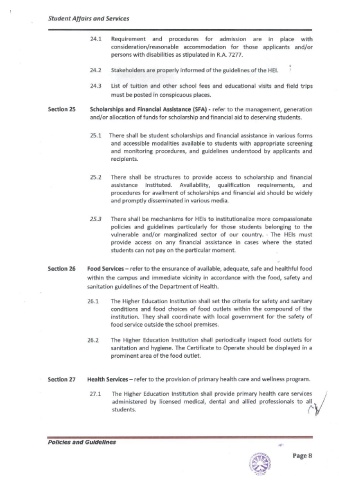 Student Affairs and Services
24.1 Requirement and procedures for admission are in place with
consideration/reasonable accommodation for those applicants and/or
persons with disabilities as stipulated in R.A. 7277.
24.2 Stakeholders are properly informed of the guidelines of the HEI.
24.3 List of tuition and other school fees and educational visits and field trips
must be posted in conspicuous places.
Section 25 Scholarships and Financial Assistance (SFA) - refer to the management, generation
and/or allocation of funds for scholarship and financial aid to deserving students.
25.1 There shall be student scholarships and financial assistance in various forms
and accessible modalities available to students with appropriate screening
and monitoring procedures, and guidelines understood by applicants and
recipients.
25.2 There shall be structures to provide access to scholarship and financial
assistance instituted. Availability, qualification requirements, and
procedures for availment of scholarships and financial aid should be widely
and promptly disseminated in various media.
25.3 There shall be mechanisms for HEIs to institutionalize more compassionate
policies and guidelines particularly for those students belonging to the
vulnerable and/or marginalized sector of our country. The HEIs must
provide access on any financial assistance in cases where the stated
students can not pay on the particular moment.
Section 26 Food Services – refer to the ensurance of available, adequate, safe and healthful food
within the campus and immediate vicinity in accordance with the food, safety and
sanitation guidelines of the Department of Health.
26.1 The Higher Education Institution shall set the criteria for safety and sanitary
conditions and food choices of food outlets within the compound of the
institution. They shall coordinate with local government for the safety of
food service outside the school premises.
26.2 The Higher Education Institution shall periodically inspect food outlets for
sanitation and hygiene. The Certificate to Operate should be displayed in a
prominent area of the food outlet.
Section 27 Health Services – refer to the provision of primary health care and wellness program.
27.1 The Higher Education Institution shall provide primary health care services
administered by licensed medical, dental and allied professionals to all
students.
Policies and Guidelines
Page 8